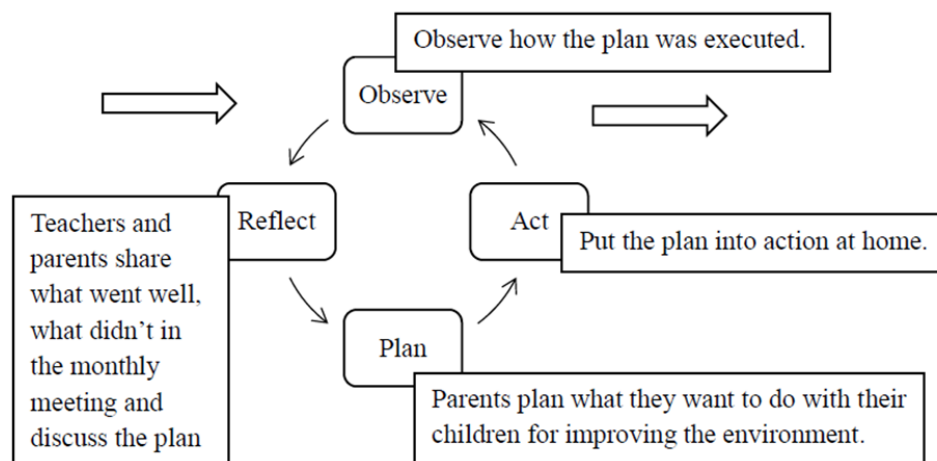 Observe how the plan was executed.
Observe
Reflect
Teachers and
parents share
what went well,
what didn’t in
the monthly
meeting and
discuss the plan
Act
Put the plan into action at home.
Plan
Parents plan what they want to do with their
children for improving the environment.